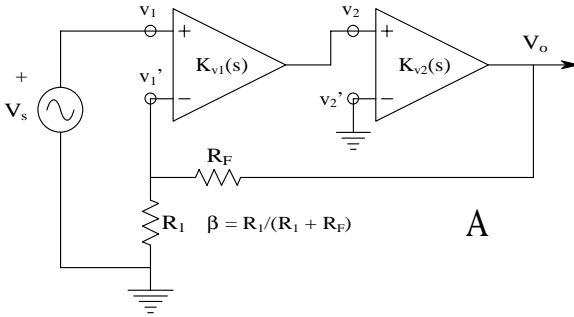 v1
v2
Vo
+
+
+
Kv1(s)
Kv2(s)
v1'
−
v2'
−
Vs
RF
R1
β = R1/(R1 + RF)
A